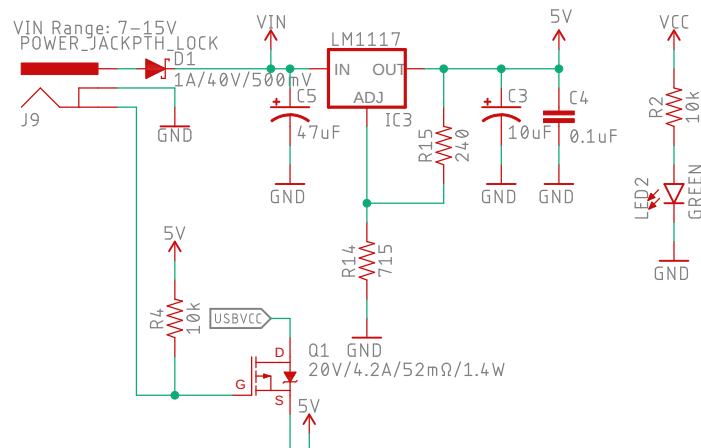 VIN Range: 7-15V
POWER_JACKPTH_LOCK
D1
1A/40V/500mV
J9
GND
VIN
C5
47uF
GND
LM1117
IN
OUT
ADJ
IC3
R15
240
5V
C3
10uF
GND
C4
0.1uF
GND
VCC
R2
10k
LED2
GREEN
GND
R14
715
GND
5V
R4
10k
USBVCC
Q1
20V/4.2A/52mΩ/1.4W
D
G
S
5V